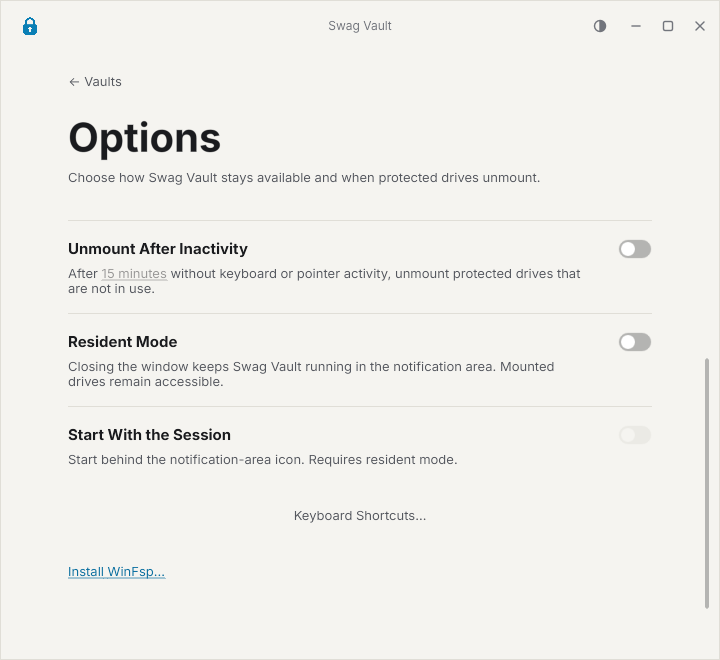 Swag Vault
← Vaults
Options
Choose how Swag Vault stays available and when protected drives unmount.
Unmount After Inactivity
After 15 minutes without keyboard or pointer activity, unmount protected drives that
are not in use.
Resident Mode
Closing the window keeps Swag Vault running in the notification area. Mounted
drives remain accessible.
Start With the Session
Start behind the notification-area icon. Requires resident mode.
Keyboard Shortcuts...
Install WinFsp...